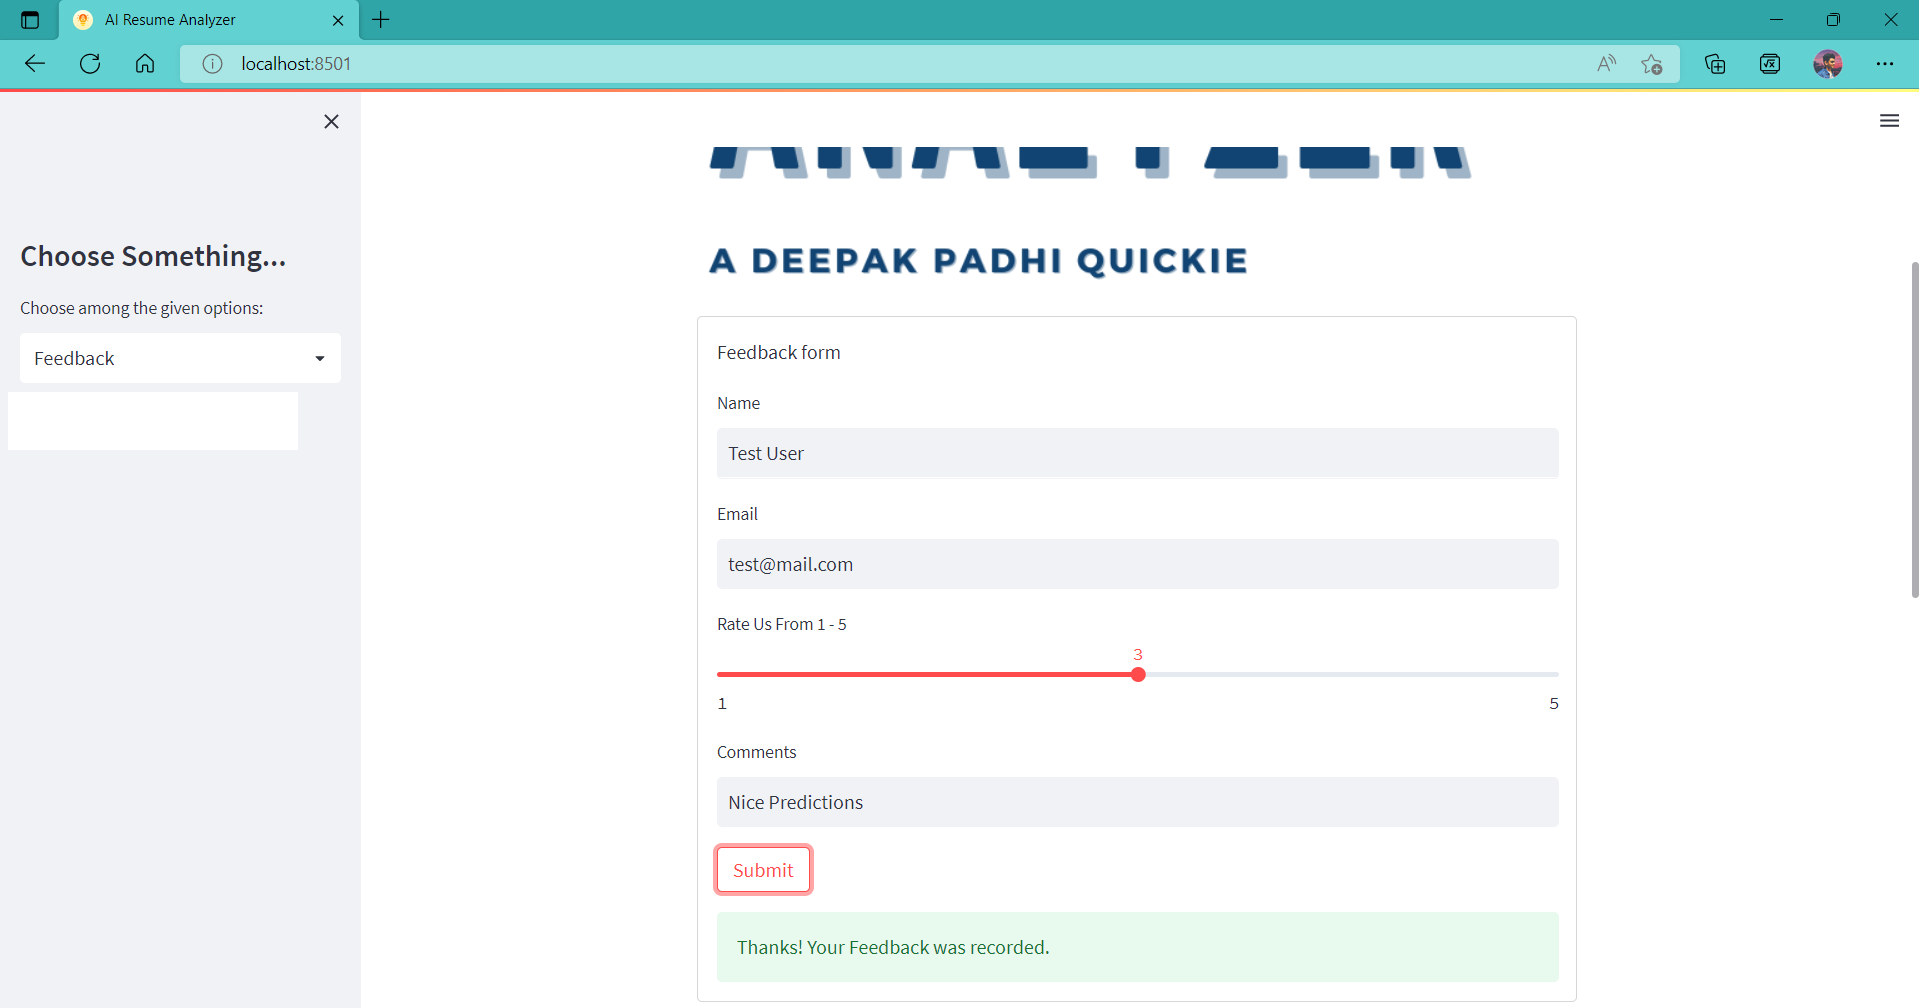 AI Resume Analyzer
localhost:8501
ANALYZER
A DEEPAK PADHI QUICKIE
Choose Something...
Choose among the given options:
Feedback
Feedback form
Name
Test User
Email
test@mail.com
Rate Us From 1 - 5
3
1
5
Comments
Nice Predictions
Submit
Thanks! Your Feedback was recorded.